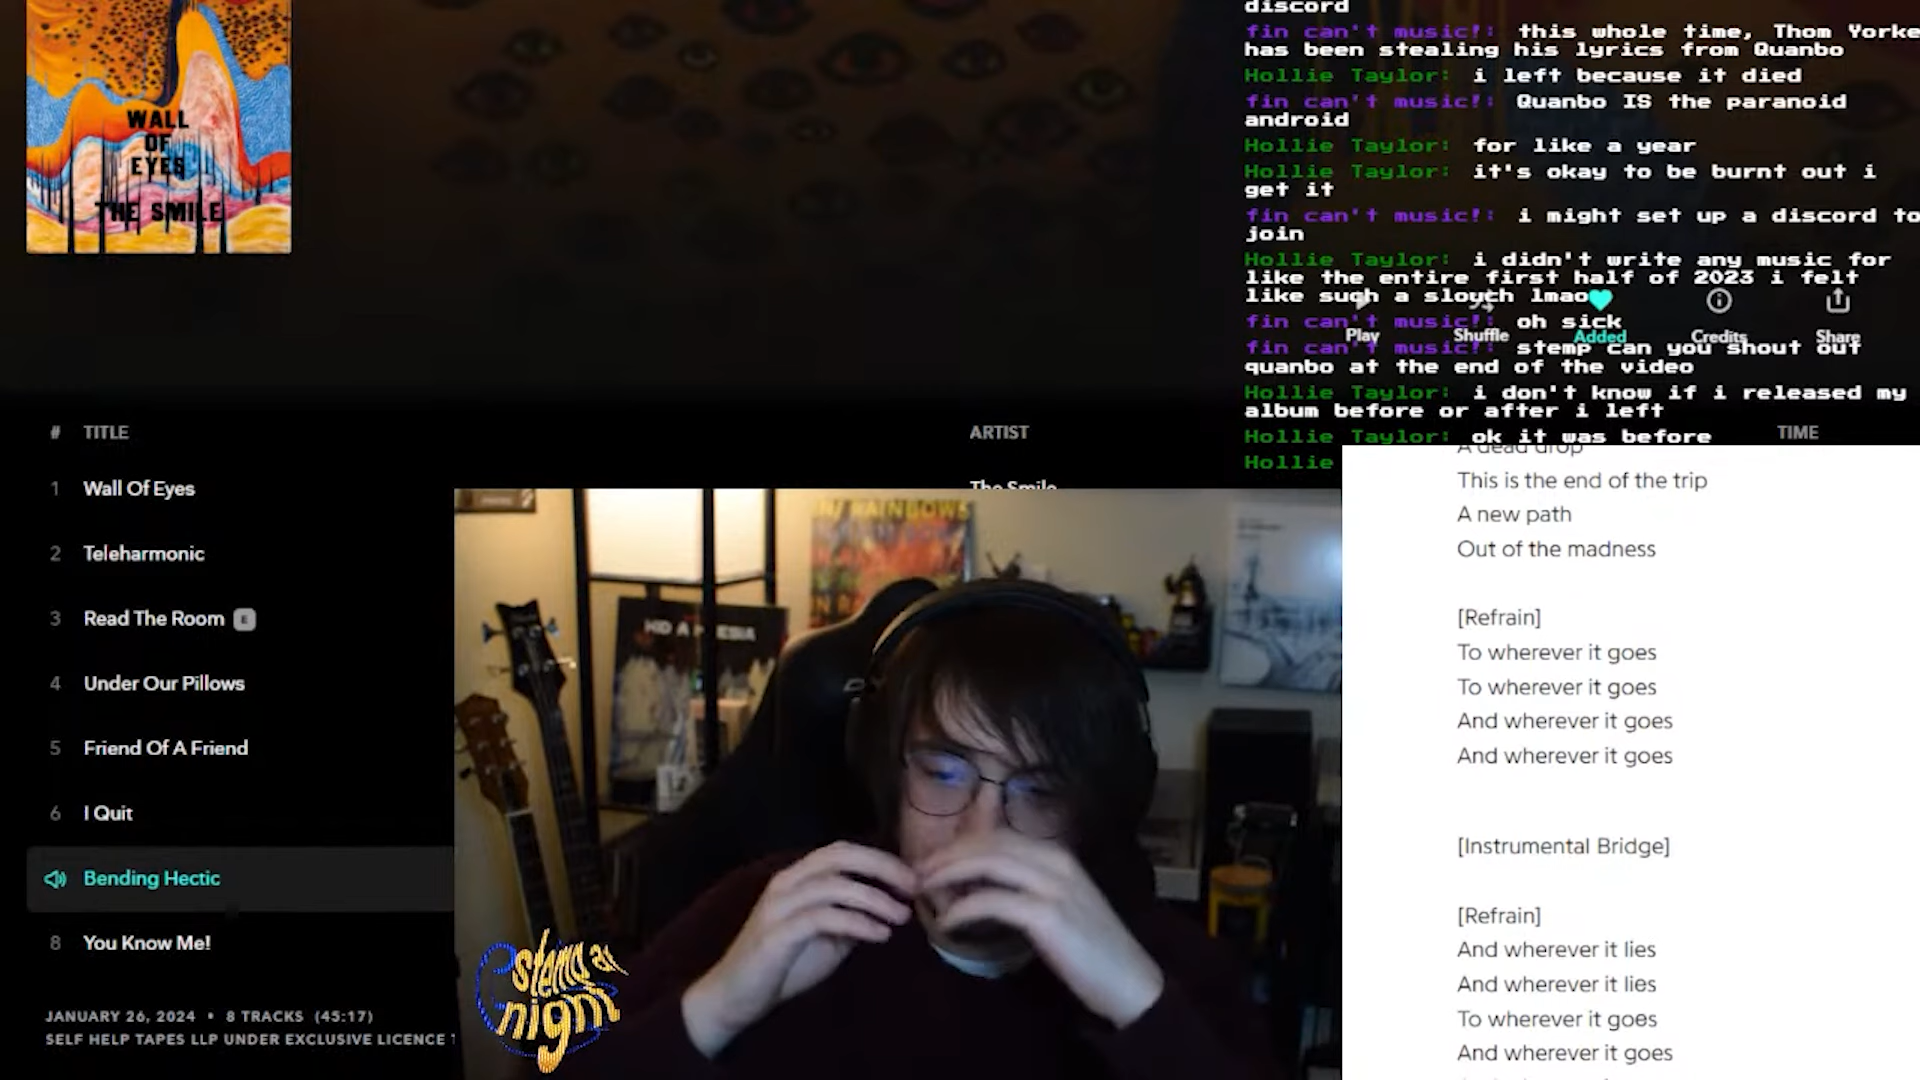 WALL
OF
EYES
THE SMILE
discord
fin can't music!: this whole time, Thom Yorke
has been stealing his lyrics from Quanbo
Hollie Taylor: i left because it died
fin can't music!: Quanbo IS the paranoid
android
Hollie Taylor: for like a year
Hollie Taylor: it's okay to be burnt out i
get it
fin can't music!: i might set up a discord to
join
Hollie Taylor: i didn't write any music for
like the entire first half of 2023 i felt
like such a slouch lmao
fin can't music!: oh sick
fin can't music!: stemp can you shout out
quanbo at the end of the video
Hollie Taylor: i don't know if i released my
album before or after i left
Hollie Taylor: ok it was before
Hollie
Play Shuffle Added Credits Share
# TITLE ARTIST TIME
1 Wall Of Eyes The Smile
2 Teleharmonic
3 Read The Room E
4 Under Our Pillows
5 Friend Of A Friend
6 I Quit
Bending Hectic
8 You Know Me!
JANUARY 26, 2024 • 8 TRACKS (45:17)
SELF HELP TAPES LLP UNDER EXCLUSIVE LICENCE
A dead drop
This is the end of the trip
A new path
Out of the madness
[Refrain]
To wherever it goes
To wherever it goes
And wherever it goes
And wherever it goes
[Instrumental Bridge]
[Refrain]
And wherever it lies
And wherever it lies
To wherever it goes
And wherever it goes
IN RAINBOWS
KID A MNESIA
stemp at
night